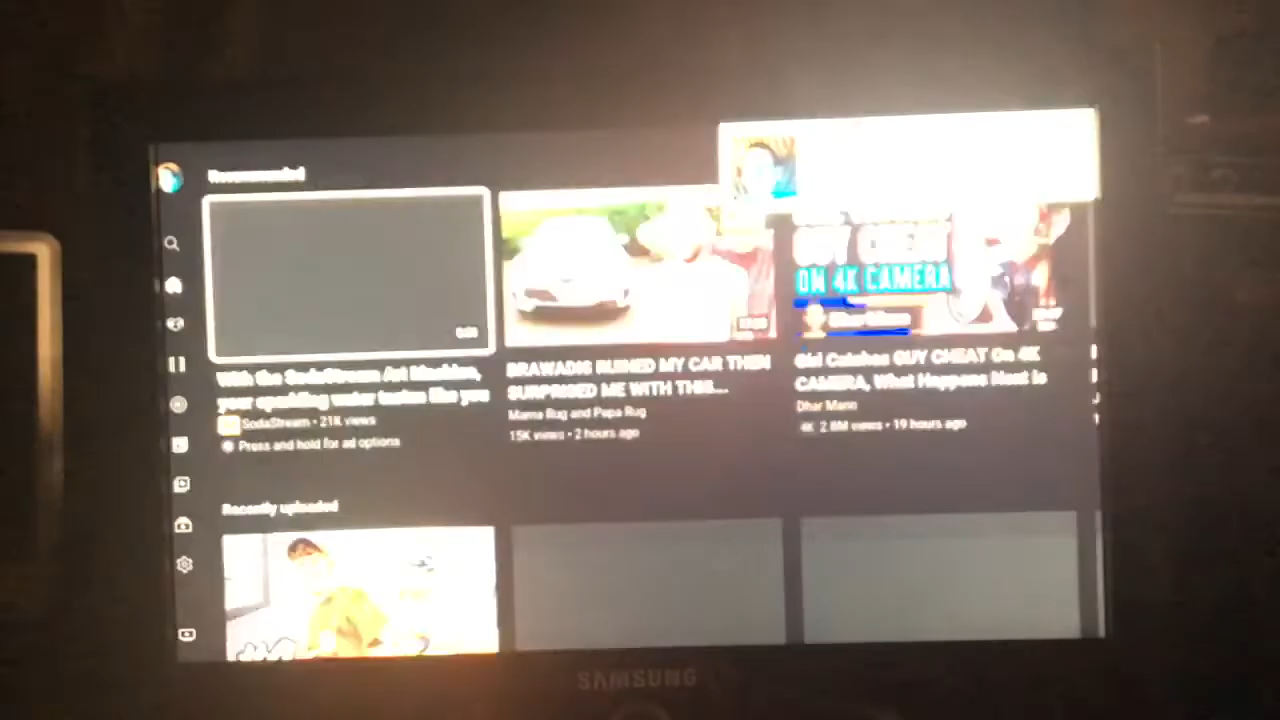 Recommended
GUY CHEAT
ON 4K CAMERA
With the SodaStream Art Machine,
your sparkling water tastes like you
SodaStream • 21K views
Press and hold for ad options
BRAWADIS RUINED MY CAR THEN
SURPRISED ME WITH THIS...
Mama Rug and Papa Rug
15K views • 2 hours ago
Girl Catches GUY CHEAT On 4K
CAMERA, What Happens Next Is
Dhar Mann
4K 2.8M views • 19 hours ago
Recently uploaded
SAMSUNG